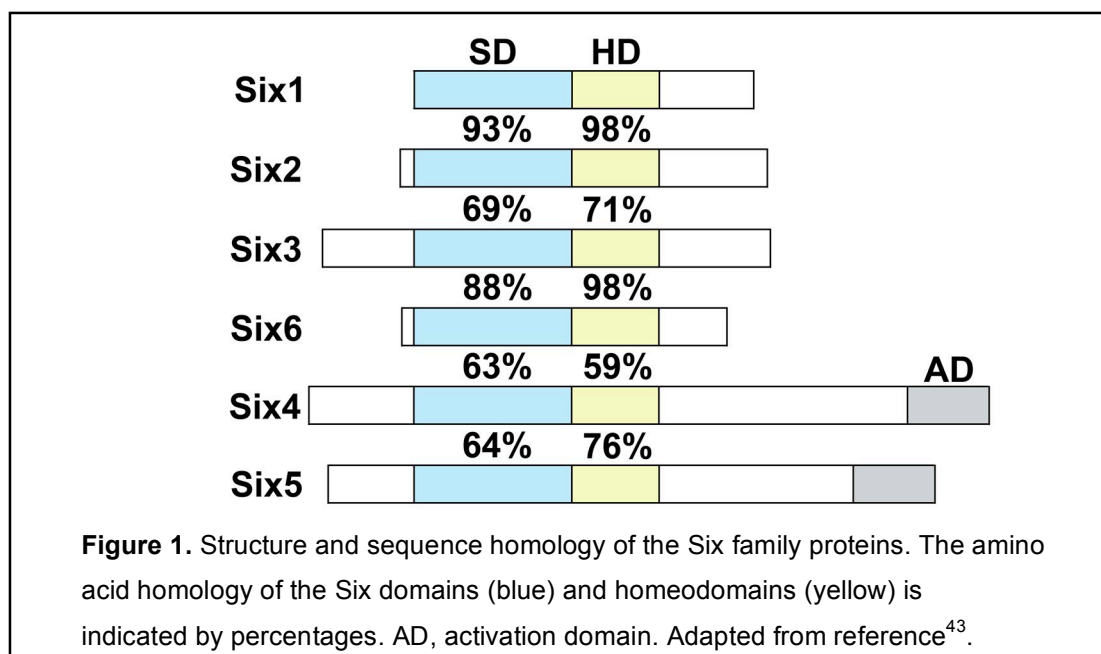 SD HD
Six1
93% 98%
Six2
69% 71%
Six3
88% 98%
Six6
63% 59% AD
Six4
64% 76%
Six5
Figure 1. Structure and sequence homology of the Six family proteins. The amino
acid homology of the Six domains (blue) and homeodomains (yellow) is
indicated by percentages. AD, activation domain. Adapted from reference43.